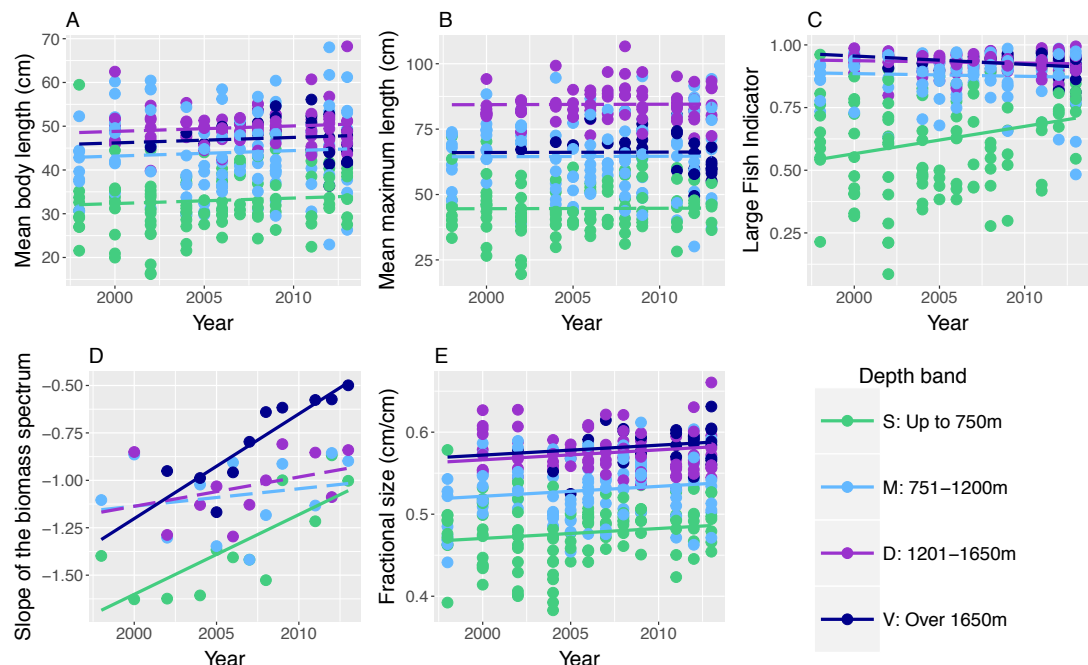 A
Mean body length (cm)
70
60
50
40
30
20
2000
2005
2010
Year
B
Mean maximum length (cm)
100
75
50
25
2000
2005
2010
Year
C
Large Fish Indicator
1.00
0.75
0.50
0.25
2000
2005
2010
Year
D
Slope of the biomass spectrum
−0.50
−0.75
−1.00
−1.25
−1.50
2000
2005
2010
Year
E
Fractional size (cm/cm)
0.6
0.5
0.4
2000
2005
2010
Year
Depth band
S: Up to 750m
M: 751−1200m
D: 1201−1650m
V: Over 1650m